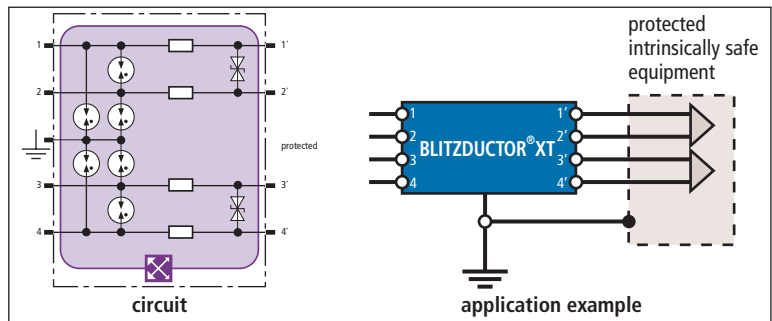 1
1´
2
2´
protected
3
3´
4
4´
circuit
protected
intrinsically safe
equipment
1 1’
2 2’
BLITZDUCTOR®XT
3 3’
4 4’
application example